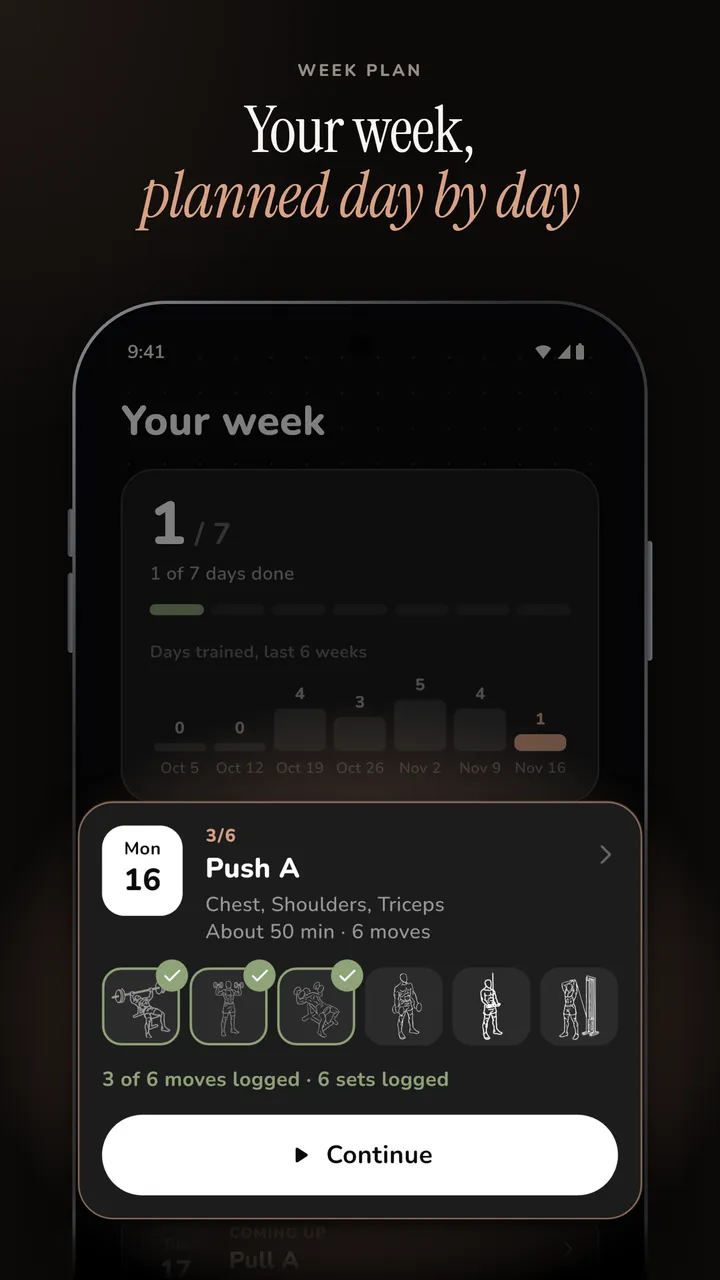 WEEK PLAN
Your week,
planned day by day
9:41
Your week
1 / 7
1 of 7 days done
Days trained, last 6 weeks
0 0 4 3 5 4 1
Oct 5 Oct 12 Oct 19 Oct 26 Nov 2 Nov 9 Nov 16
Mon
16
3/6
Push A
Chest, Shoulders, Triceps
About 50 min · 6 moves
3 of 6 moves logged · 6 sets logged
Continue
COMING UP
Tue
17
Pull A